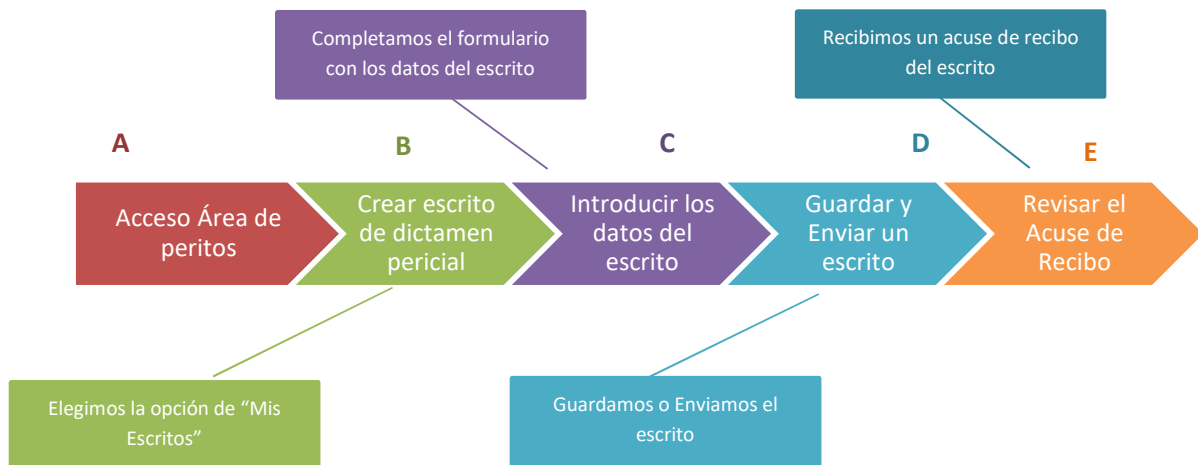 Completamos el formulario
con los datos del escrito
Recibimos un acuse de recibo
del escrito
A
B
C
D
E
Acceso Área de
peritos
Crear escrito
de dictamen
pericial
Introducir los
datos del
escrito
Guardar y
Enviar un
escrito
Revisar el
Acuse de
Recibo
Elegimos la opción de “Mis
Escritos”
Guardamos o Enviamos el
escrito